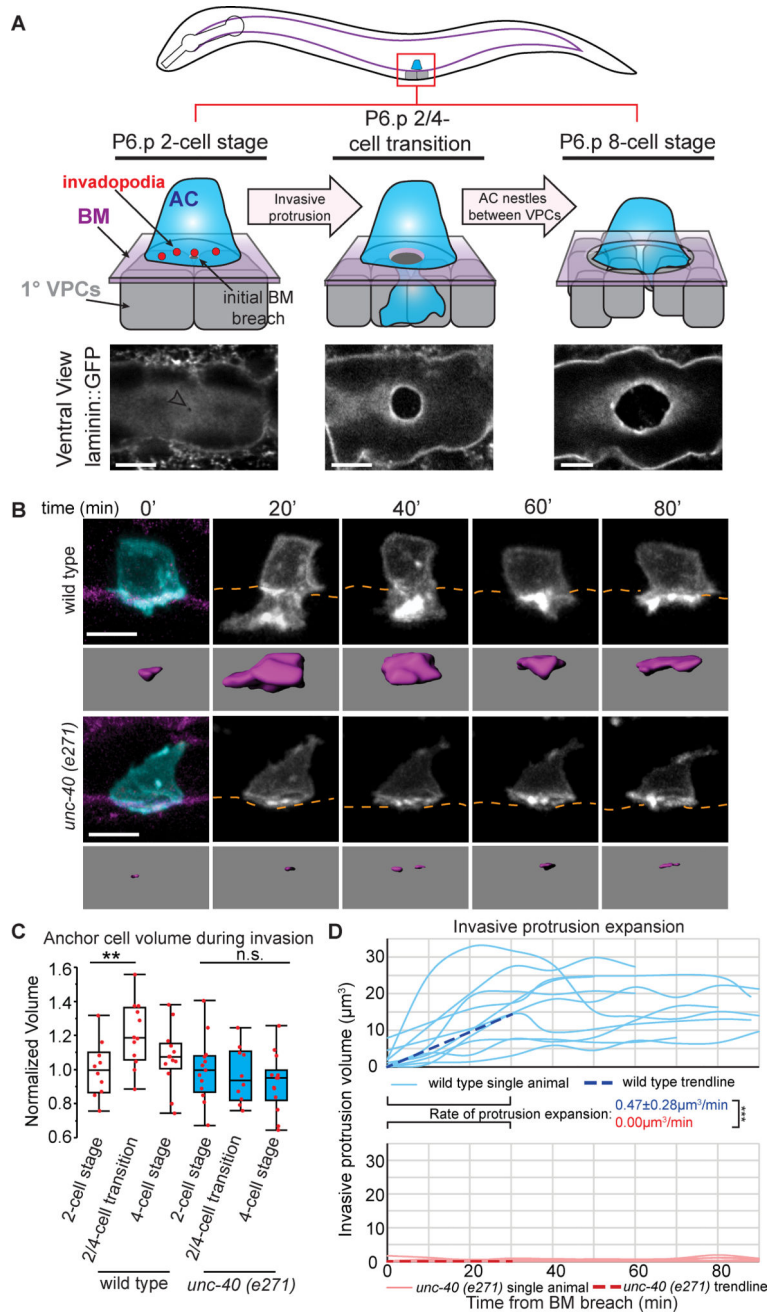 A
P6.p 2-cell stage
P6.p 2/4-
cell transition
P6.p 8-cell stage
invadopodia
AC
BM
Invasive
protrusion
AC nestles
between VPCs
1° VPCs
initial BM
breach
Ventral View
laminin::GFP
B
time (min)
0’
20’
40’
60’
80’
wild type
unc-40 (e271)
C
Anchor cell volume during invasion
**
n.s.
Normalized Volume
1.6
1.4
1.2
1.0
0.8
0.6
2-cell stage
2/4-cell transition
4-cell stage
2-cell stage
2/4-cell transition
4-cell stage
wild type
unc-40 (e271)
D
Invasive protrusion expansion
Invasive protrusion volume (µm³)
30
20
10
0
wild type single animal
wild type trendline
Rate of protrusion expansion:
0.47±0.28µm³/min
0.00µm³/min
***
30
20
10
0
unc-40 (e271) single animal
unc-40 (e271) trendline
0
20
40
60
80
Time from BM breach (min)